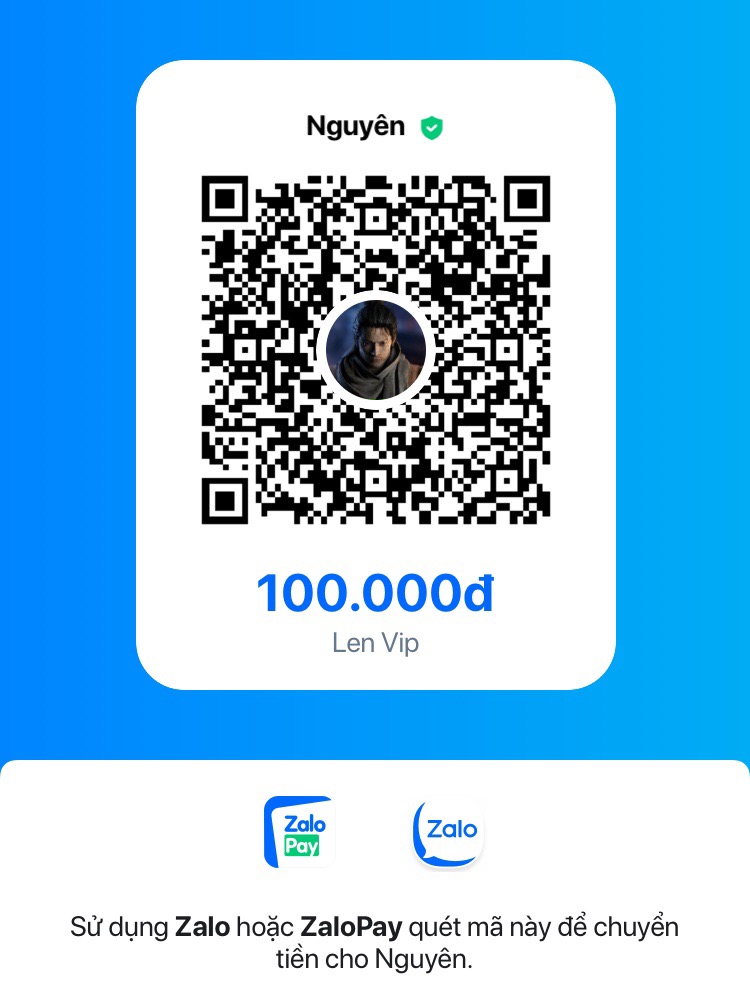 Nguyên
100.000đ
Len Vip
Zalo
Pay
Zalo
Sử dụng Zalo hoặc ZaloPay quét mã này để chuyển
tiền cho Nguyên.